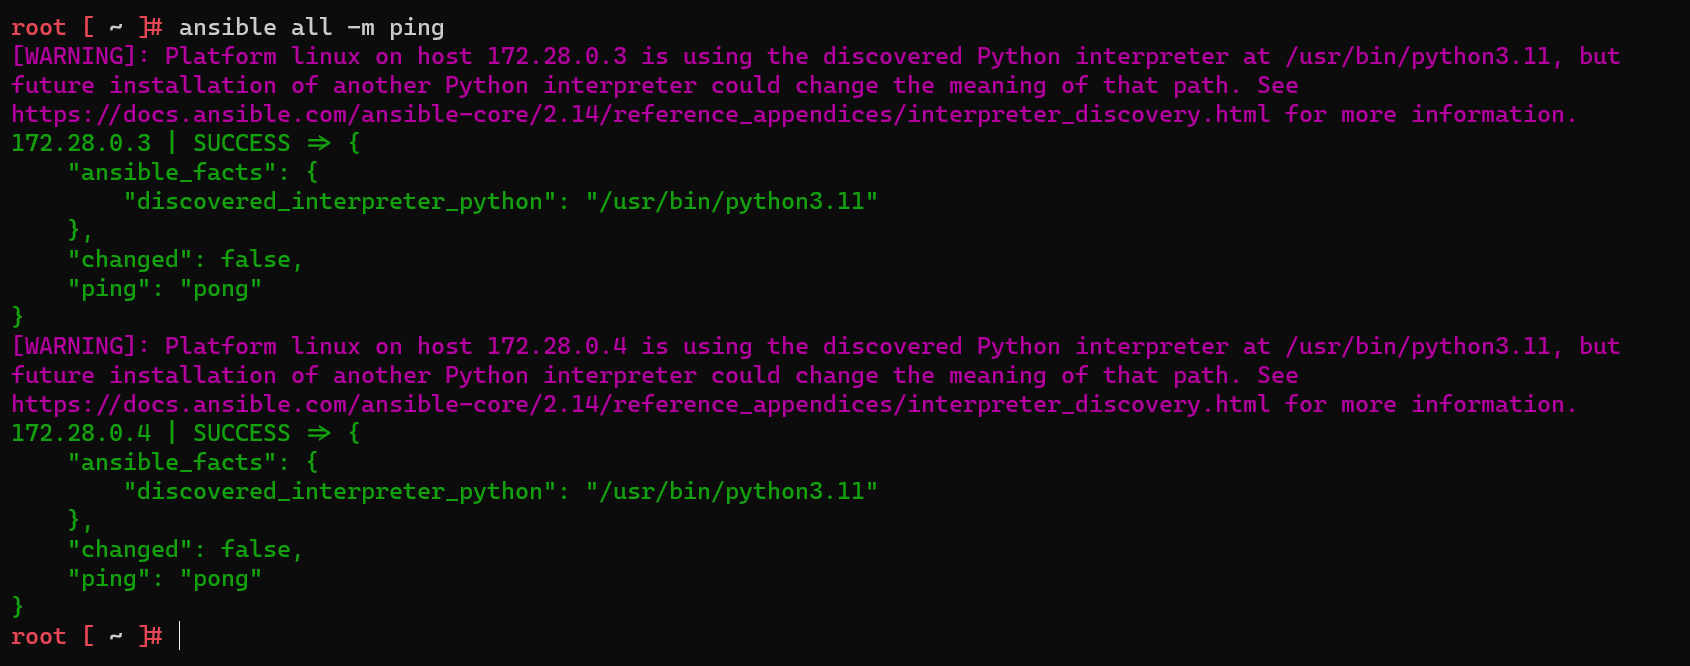 root [ ~ ]# ansible all -m ping
[WARNING]: Platform linux on host 172.28.0.3 is using the discovered Python interpreter at /usr/bin/python3.11, but
future installation of another Python interpreter could change the meaning of that path. See
https://docs.ansible.com/ansible-core/2.14/reference_appendices/interpreter_discovery.html for more information.
172.28.0.3 | SUCCESS => {
    "ansible_facts": {
        "discovered_interpreter_python": "/usr/bin/python3.11"
    },
    "changed": false,
    "ping": "pong"
}
[WARNING]: Platform linux on host 172.28.0.4 is using the discovered Python interpreter at /usr/bin/python3.11, but
future installation of another Python interpreter could change the meaning of that path. See
https://docs.ansible.com/ansible-core/2.14/reference_appendices/interpreter_discovery.html for more information.
172.28.0.4 | SUCCESS => {
    "ansible_facts": {
        "discovered_interpreter_python": "/usr/bin/python3.11"
    },
    "changed": false,
    "ping": "pong"
}
root [ ~ ]#